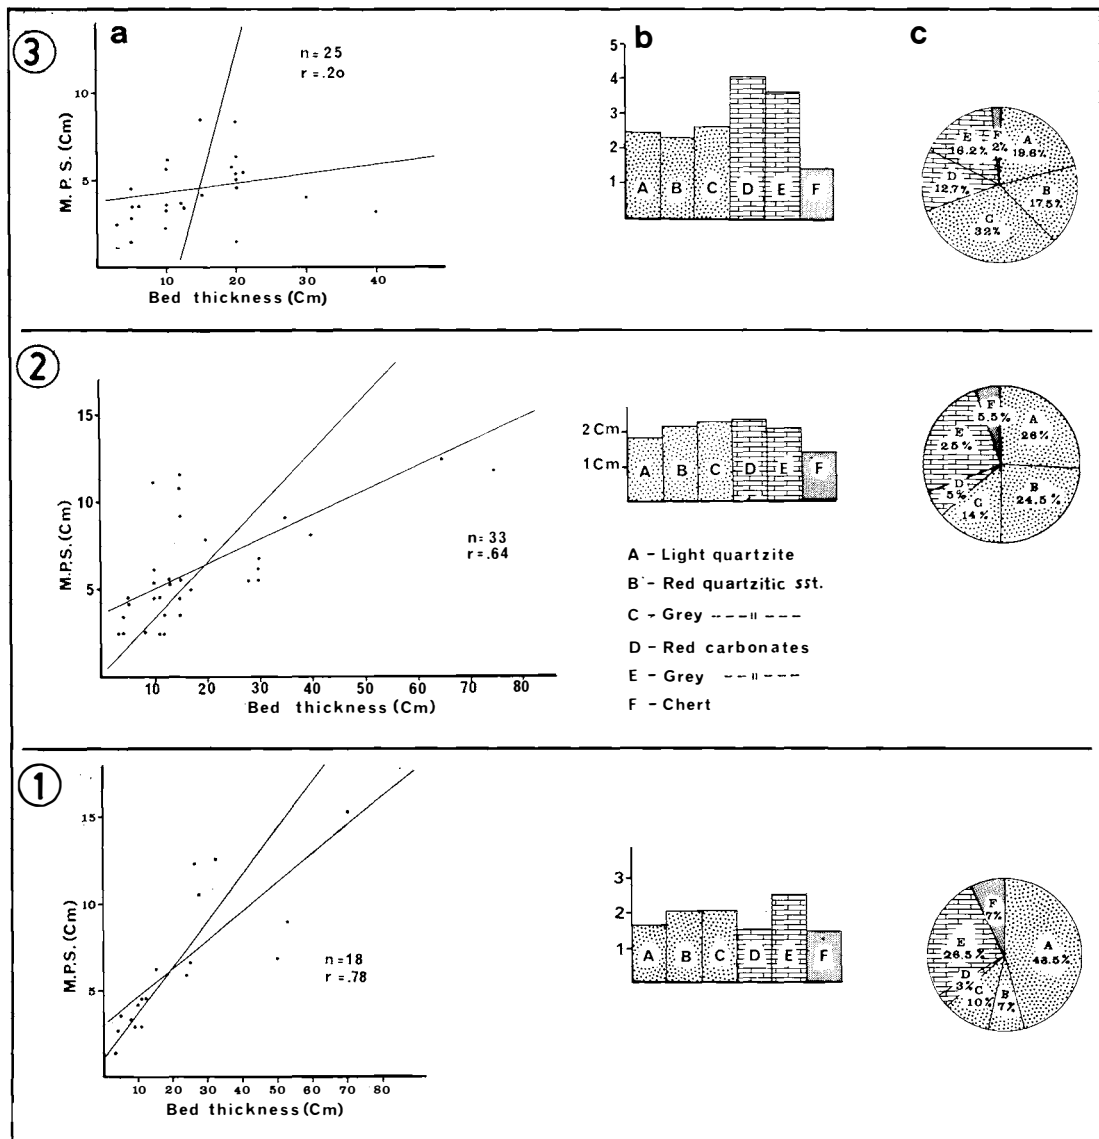 3 a b c
n=25
r=.20
M.P.S. (Cm)
10
5
10 20 30 40
Bed thickness (Cm)
5
4
3
2
1
A B C D E F
A 19.6%
B 17.5%
C 32%
D 12.7%
E 16.2%
F 2%
2
n=33
r=.64
M.P.S. (Cm)
15
10
5
10 20 30 40 50 60 70 80
Bed thickness (Cm)
2 Cm
1 Cm
A B C D E F
A 26%
B 24.5%
C 14%
D 5%
E 25%
F 5.5%
A - Light quartzite
B - Red quartzitic sst.
C - Grey ---"---
D - Red carbonates
E - Grey ---"---
F - Chert
1
n=18
r=.78
M.P.S. (Cm)
15
10
5
10 20 30 40 50 60 70 80
Bed thickness (Cm)
3
2
1
A B C D E F
A 43.5%
B 7%
C 10%
D 3%
E 26.5%
F 7%